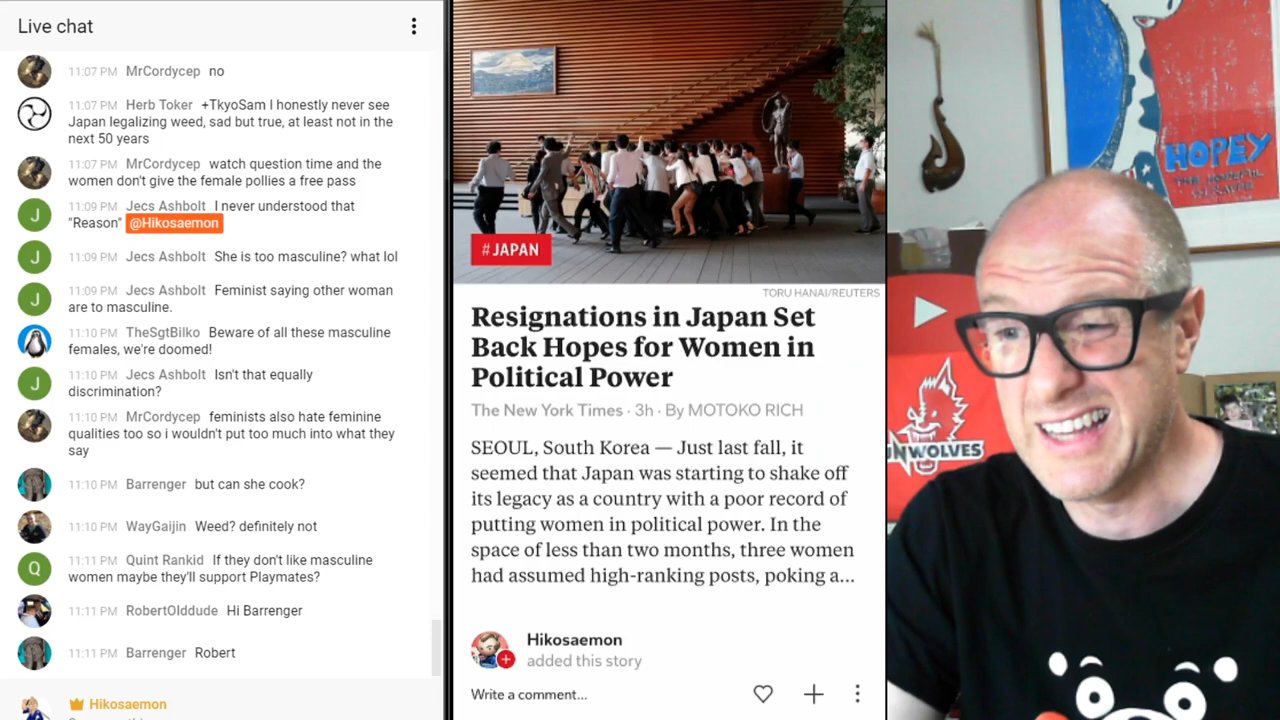 Live chat
11:07 PM MrCordycep no
11:07 PM Herb Toker +TkyoSam I honestly never see
Japan legalizing weed, sad but true, at least not in the
next 50 years
11:07 PM MrCordycep watch question time and the
women don't give the female pollies a free pass
11:09 PM Jecs Ashbolt I never understood that
"Reason" @Hikosaemon
11:09 PM Jecs Ashbolt She is too masculine? what lol
11:09 PM Jecs Ashbolt Feminist saying other woman
are to masculine.
11:10 PM TheSgtBilko Beware of all these masculine
females, we're doomed!
11:10 PM Jecs Ashbolt Isn't that equally
discrimination?
11:10 PM MrCordycep feminists also hate feminine
qualities too so i wouldn't put too much into what they
say
11:10 PM Barrenger but can she cook?
11:10 PM WayGaijin Weed? definitely not
11:11 PM Quint Rankid If they don't like masculine
women maybe they'll support Playmates?
11:11 PM RobertOlddude Hi Barrenger
11:11 PM Barrenger Robert
Hikosaemon
#JAPAN
TORU HANAI/REUTERS
Resignations in Japan Set
Back Hopes for Women in
Political Power
The New York Times · 3h · By MOTOKO RICH
SEOUL, South Korea — Just last fall, it
seemed that Japan was starting to shake off
its legacy as a country with a poor record of
putting women in political power. In the
space of less than two months, three women
had assumed high-ranking posts, poking a...
Hikosaemon
added this story
Write a comment...
HOPEY
THE HOPEFUL
UNWOLVES